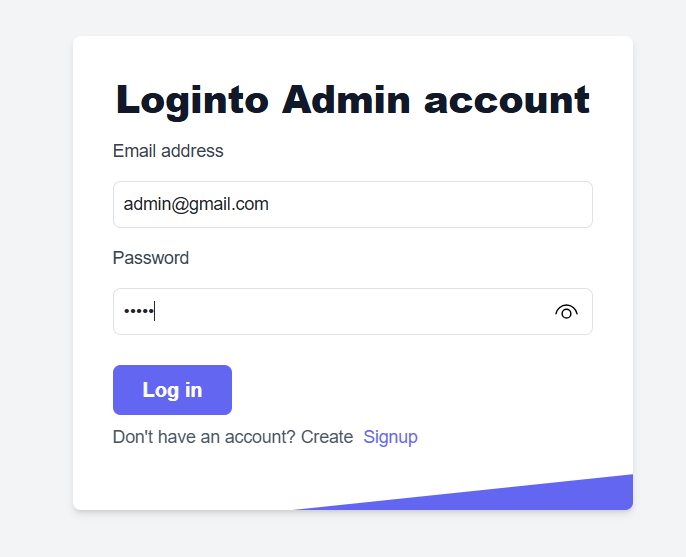 Loginto Admin account
Email address
admin@gmail.com
Password
•••••
Log in
Don't have an account? Create Signup